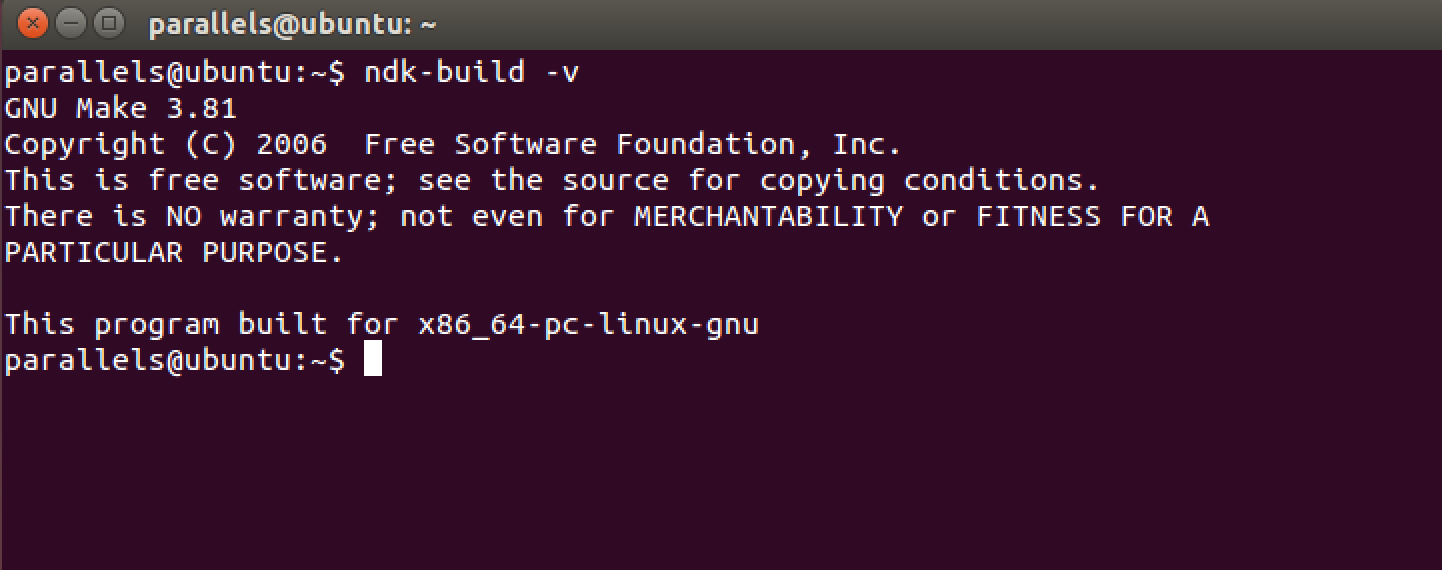 parallels@ubuntu: ~
parallels@ubuntu:~$ ndk-build -v
GNU Make 3.81
Copyright (C) 2006  Free Software Foundation, Inc.
This is free software; see the source for copying conditions.
There is NO warranty; not even for MERCHANTABILITY or FITNESS FOR A
PARTICULAR PURPOSE.
This program built for x86_64-pc-linux-gnu
parallels@ubuntu:~$